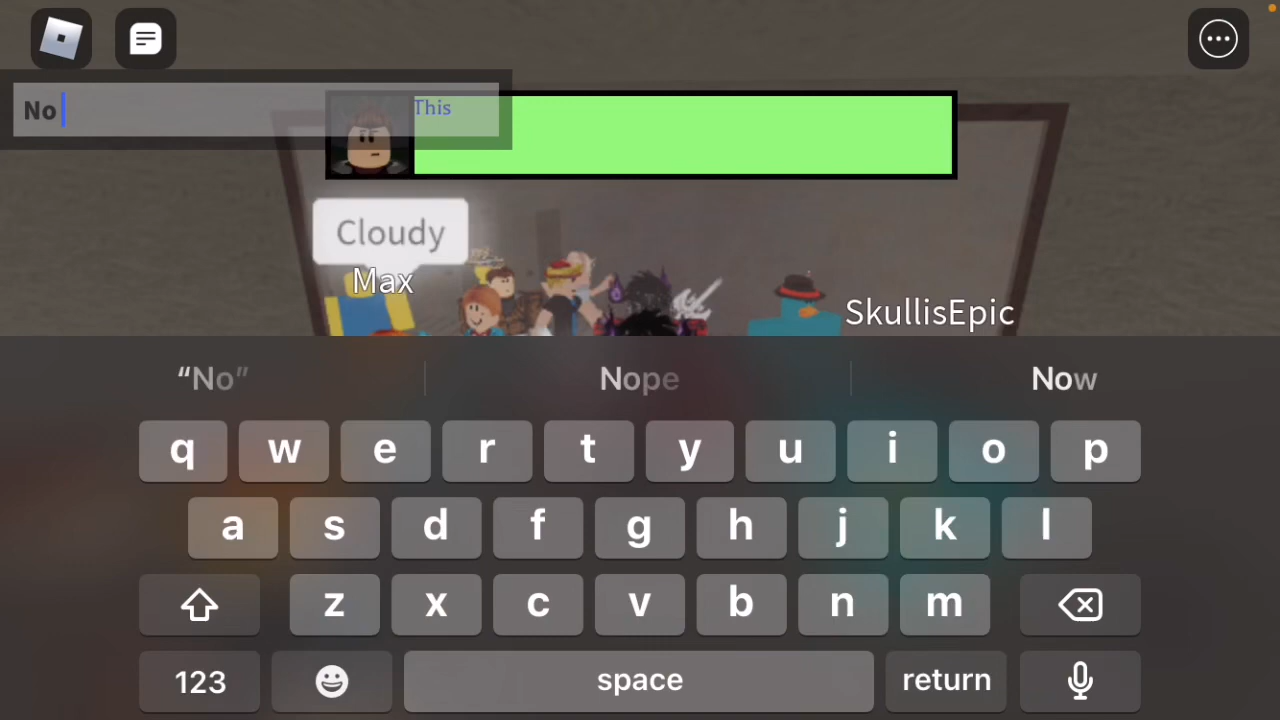 No
This
Cloudy
Max
SkullisEpic
“No” Nope Now
q w e r t y u i o p
a s d f g h j k l
z x c v b n m
123 space return